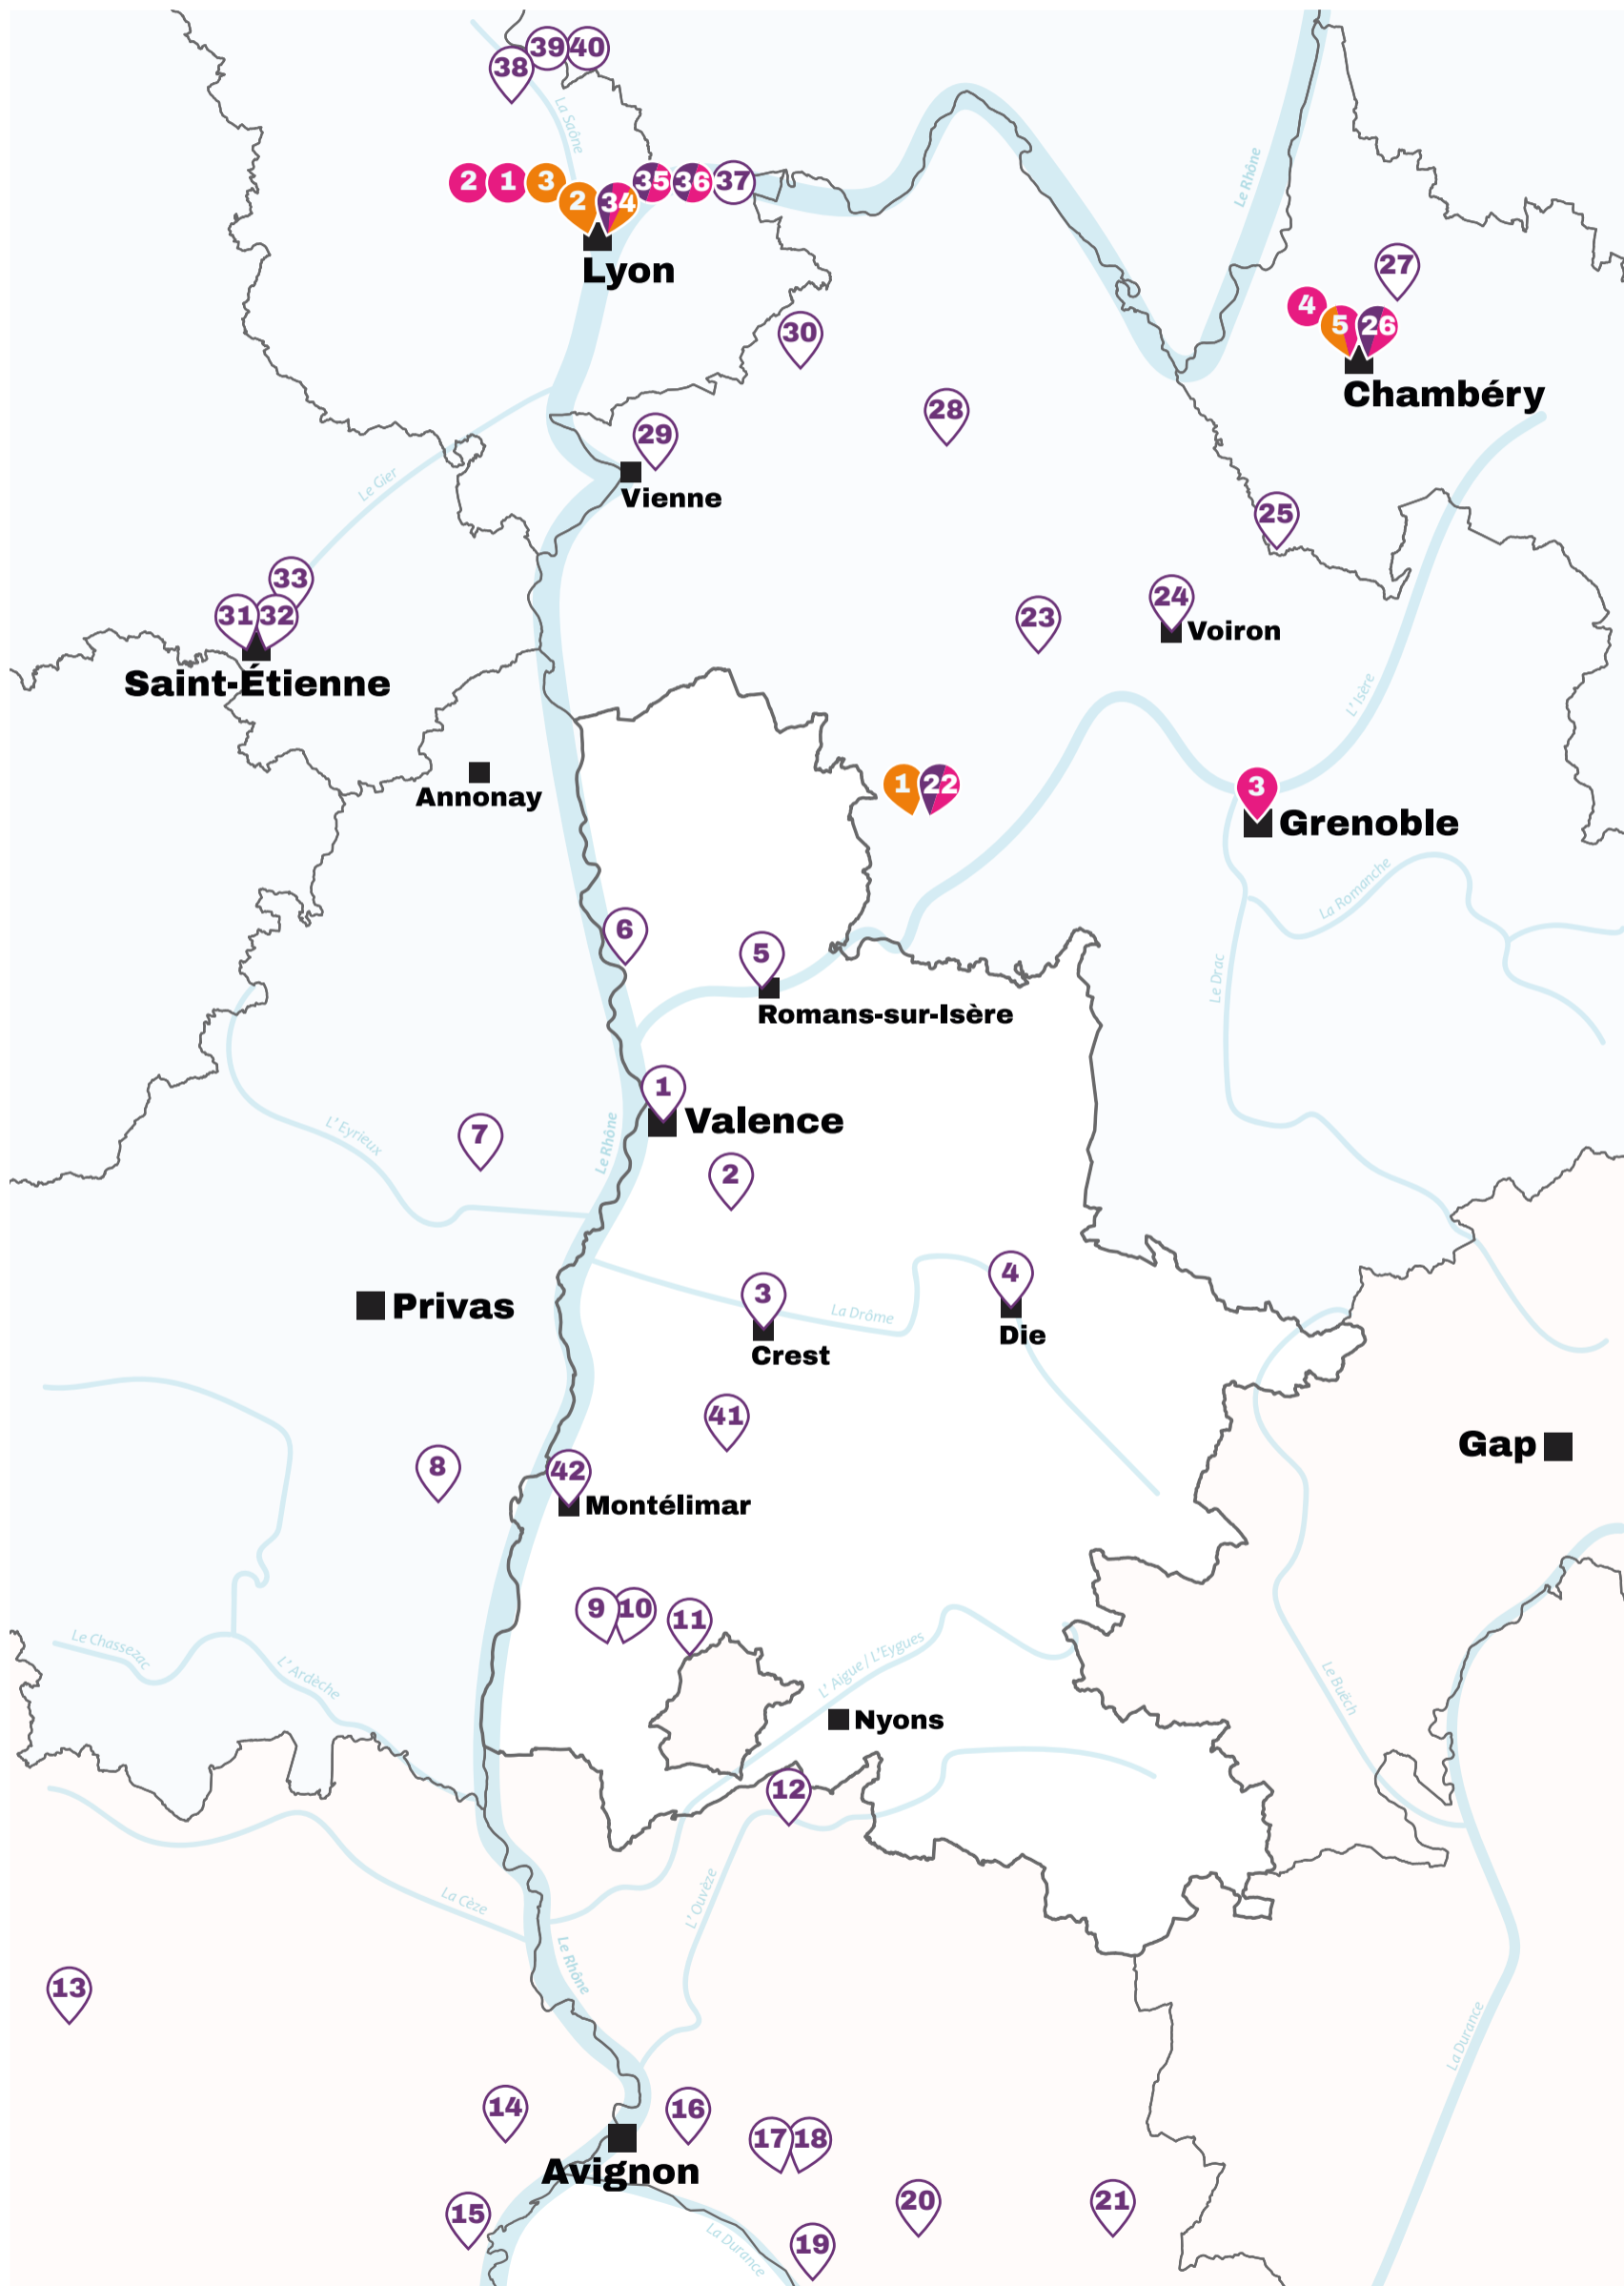 39 40
38
La Saône
2 1 3 35 36 37
2 34
Lyon
Le Rhône
27
4
5 26
Chambéry
30
28
29
Vienne
Le Gier
25
33
31 32
Saint-Étienne
24
Voiron
23
L'Isère
Annonay
1 22
3
Grenoble
La Romanche
6
5
Romans-sur-Isère
Le Drac
1
Valence
7
L'Eyrieux
Le Rhône
2
4
Die
3
Crest
La Drôme
Privas
41
Gap
8
42
Montélimar
9 10
11
Le Chassezac
L'Ardèche
L'Aigue / L'Eygues
Le Buëch
Nyons
12
La Cèze
L'Ouvèze
Le Rhône
13
La Durance
14
16
17 18
Avignon
15
20
21
19
La Durance